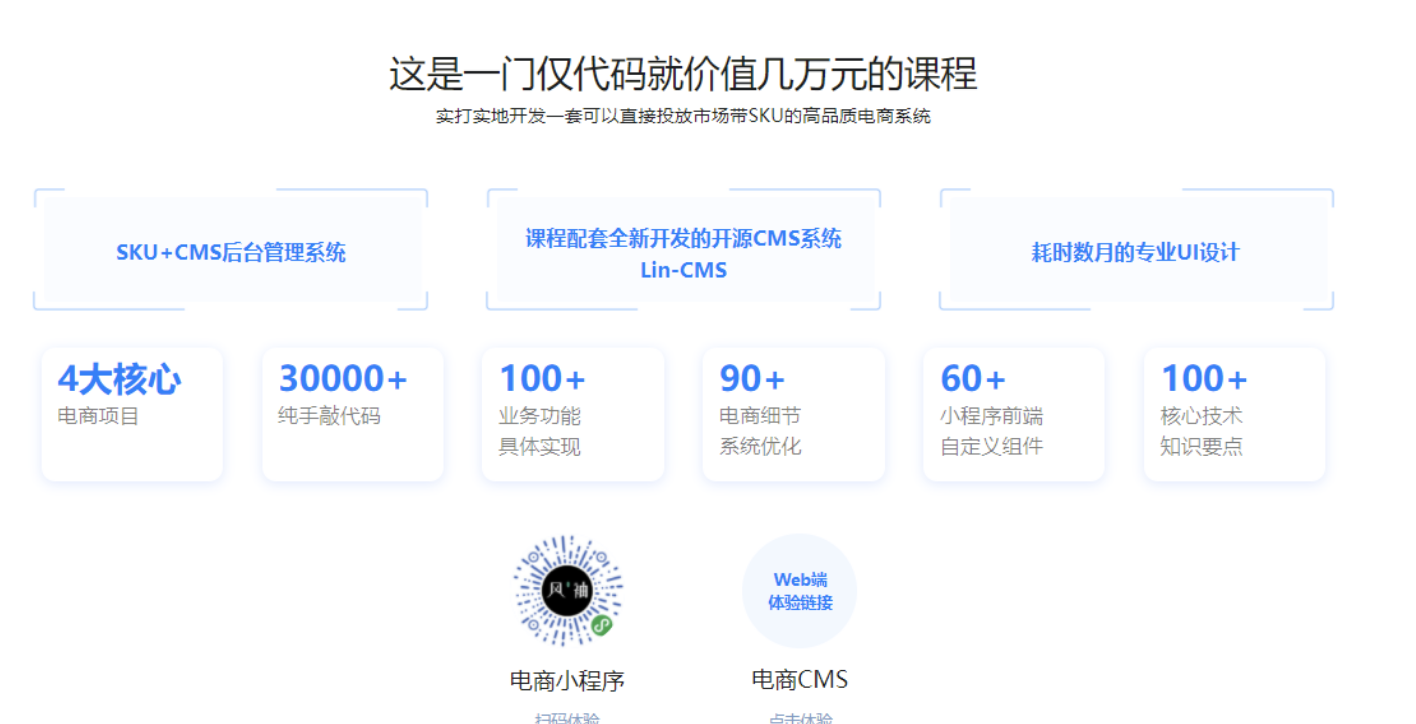 这是一门仅代码就价值几万元的课程
实打实地开发一套可以直接投放市场带SKU的高品质电商系统
SKU+CMS后台管理系统
课程配套全新开发的开源CMS系统
Lin-CMS
耗时数月的专业UI设计
4大核心
电商项目
30000+
纯手敲代码
100+
业务功能
具体实现
90+
电商细节
系统优化
60+
小程序前端
自定义组件
100+
核心技术
知识要点
风袖
Web端
体验链接
电商小程序
电商CMS
扫码体验
点击体验